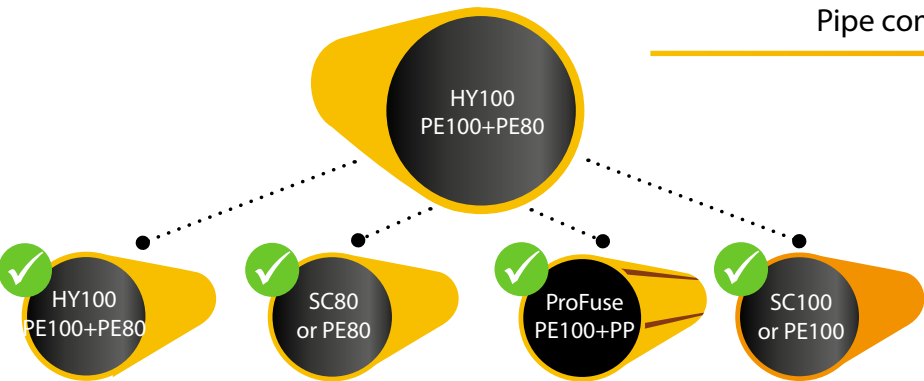 Pipe con
HY100
PE100+PE80
HY100
PE100+PE80
SC80
or PE80
ProFuse
PE100+PP
SC100
or PE100